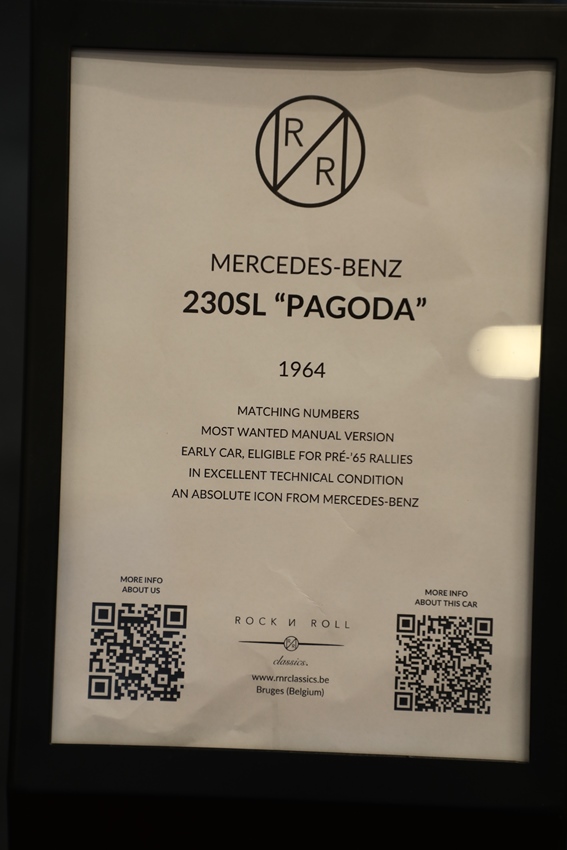 R
R
MERCEDES-BENZ
230SL “PAGODA”
1964
MATCHING NUMBERS
MOST WANTED MANUAL VERSION
EARLY CAR, ELIGIBLE FOR PRÉ-'65 RALLIES
IN EXCELLENT TECHNICAL CONDITION
AN ABSOLUTE ICON FROM MERCEDES-BENZ
MORE INFO
ABOUT US
ROCK И ROLL
classics.
www.rnrclassics.be
Bruges (Belgium)
MORE INFO
ABOUT THIS CAR